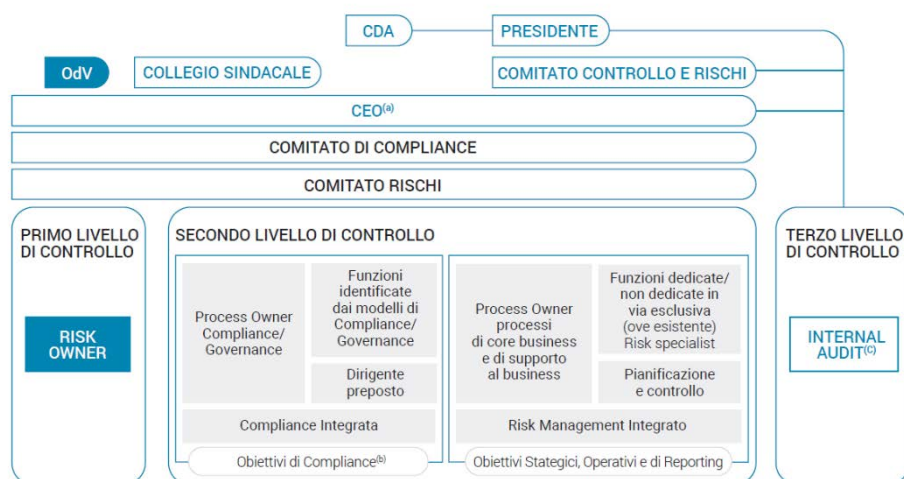 CDA
PRESIDENTE
OdV
COLLEGIO SINDACALE
COMITATO CONTROLLO E RISCHI
CEO(a)
COMITATO DI COMPLIANCE
COMITATO RISCHI
PRIMO LIVELLO
DI CONTROLLO
RISK
OWNER
SECONDO LIVELLO DI CONTROLLO
Process Owner
Compliance/
Governance
Funzioni
identificate
dai modelli di
Compliance/
Governance
Dirigente
preposto
Compliance Integrata
Obiettivi di Compliance(b)
Process Owner
processi
di core business
e di supporto
al business
Funzioni dedicate/
non dedicate in
via esclusiva
(ove esistente)
Risk specialist
Pianificazione
e controllo
Risk Management Integrato
Obiettivi Stategici, Operativi e di Reporting
TERZO LIVELLO
DI CONTROLLO
INTERNAL
AUDIT(C)